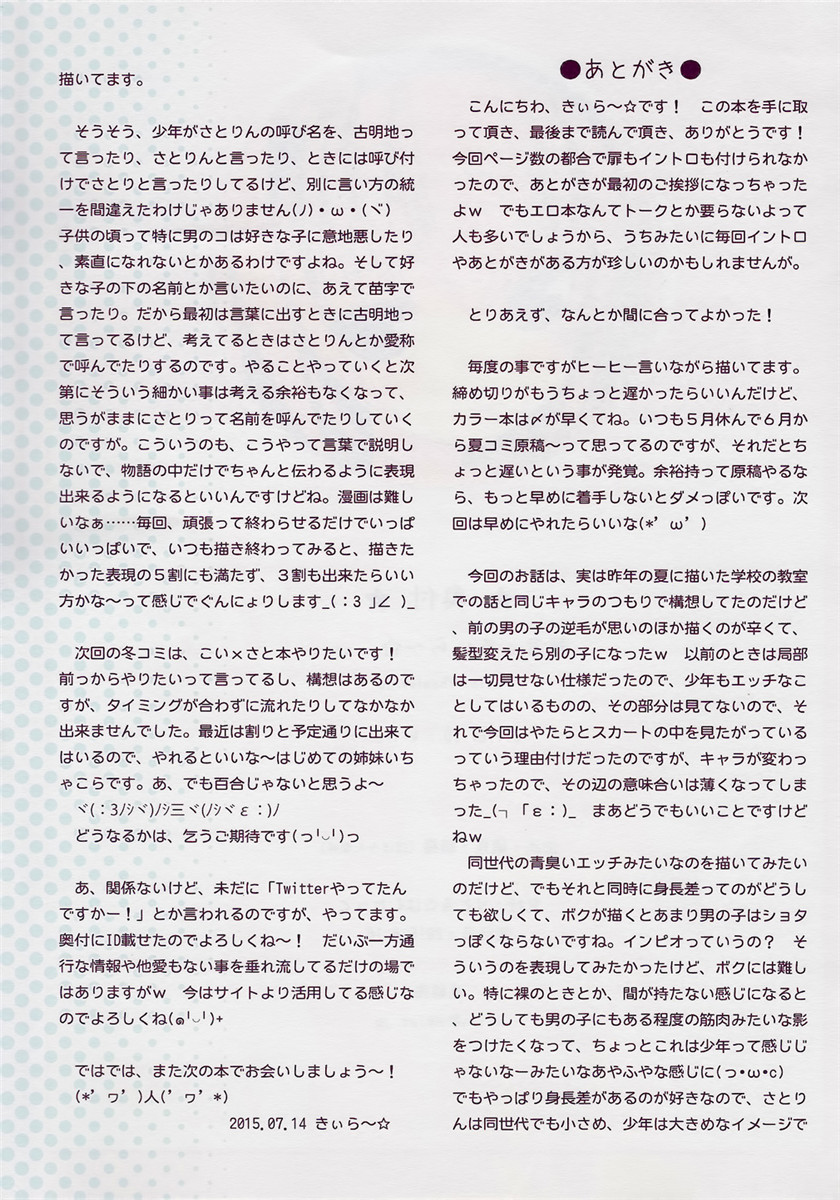 ●あとがき●
こんにちわ、きぃら～☆です！　この本を手に取
って頂き、最後まで読んで頂き、ありがとうです！
今回ページ数の都合で扉もイントロも付けられなか
ったので、あとがきが最初のご挨拶になっちゃった
よｗ　でもエロ本なんてトークとか要らないよって
人も多いでしょうから、うちみたいに毎回イントロ
やあとがきがある方が珍しいのかもしれませんが。
とりあえず、なんとか間に合ってよかった！
毎度の事ですがヒーヒー言いながら描いてます。
締め切りがもうちょっと遅かったらいいんだけど、
カラー本は〆が早くてね。いつも５月休んで６月か
ら夏コミ原稿～って思ってるのですが、それだとち
ょっと遅いという事が発覚。余裕持って原稿やるな
ら、もっと早めに着手しないとダメっぽいです。次
回は早めにやれたらいいな(*’ω’)
今回のお話は、実は昨年の夏に描いた学校の教室
での話と同じキャラのつもりで構想してたのだけど
、前の男の子の逆毛が思いのほか描くのが辛くて、
髪型変えたら別の子になったｗ　以前のときは局部
は一切見せない仕様だったので、少年もエッチなこ
としてはいるものの、その部分は見てないので、そ
れで今回はやたらとスカートの中を見たがっている
っていう理由付けだったのですが、キャラが変わっ
ちゃったので、その辺の意味合いは薄くなってしま
った_(┐「ε：)_　まあどうでもいいことですけど
ねｗ
同世代の青臭いエッチみたいなのを描いてみたい
のだけど、でもそれと同時に身長差ってのがどうし
ても欲しくて、ボクが描くとあまり男の子はショタ
っぽくならないですね。インピオっていうの？　そ
ういうのを表現してみたかったけど、ボクには難し
い。特に裸のときとか、間が持たない感じになると
、どうしても男の子にもある程度の筋肉みたいな影
をつけたくなって、ちょっとこれは少年って感じじ
ゃないなーみたいなあやふやな感じに(っ・ω・c)
でもやっぱり身長差があるのが好きなので、さとり
んは同世代でも小さめ、少年は大きめなイメージで
描いてます。
そうそう、少年がさとりんの呼び名を、古明地っ
て言ったり、さとりんと言ったり、ときには呼び付
けでさとりと言ったりしてるけど、別に言い方の統
一を間違えたわけじゃありません(ﾉ)・ω・(ヾ)
子供の頃って特に男のコは好きな子に意地悪したり
、素直になれないとかあるわけですよね。そして好
きな子の下の名前とか言いたいのに、あえて苗字で
言ったり。だから最初は言葉に出すときに古明地っ
て言ってるけど、考えてるときはさとりんとか愛称
で呼んでたりするのです。やることやっていくと次
第にそういう細かい事は考える余裕もなくなって、
思うがままにさとりって名前を呼んでたりしていく
のですが。こういうのも、こうやって言葉で説明し
ないで、物語の中だけでちゃんと伝わるように表現
出来るようになるといいんですけどね。漫画は難し
いなぁ……毎回、頑張って終わらせるだけでいっぱ
いいっぱいで、いつも描き終わってみると、描きた
かった表現の５割にも満たず、３割も出来たらいい
方かな～って感じでぐんにょりします_(：3 」∠ )_
次回の冬コミは、こい×さと本やりたいです！
前っからやりたいって言ってるし、構想はあるので
すが、タイミングが合わずに流れたりしてなかなか
出来ませんでした。最近は割りと予定通りに出来て
はいるので、やれるといいな～はじめての姉妹いち
ゃこらです。あ、でも百合じゃないと思うよ～
ヾ(：3ﾉｼヾ)ﾉｼ三ヾ(ﾉｼヾε：)ﾉ
どうなるかは、乞うご期待です(っ╹◡╹)っ
あ、関係ないけど、未だに「Twitterやってたん
ですかー！」とか言われるのですが、やってます。
奥付にID載せたのでよろしくね～！　だいぶ一方通
行な情報や他愛もない事を垂れ流してるだけの場で
はありますがｗ　今はサイトより活用してる感じな
のでよろしくね(๑╹◡╹)+
ではでは、また次の本でお会いしましょう～！
(*’ヮ’)人(’ヮ’*)
2015.07.14 きぃら～☆